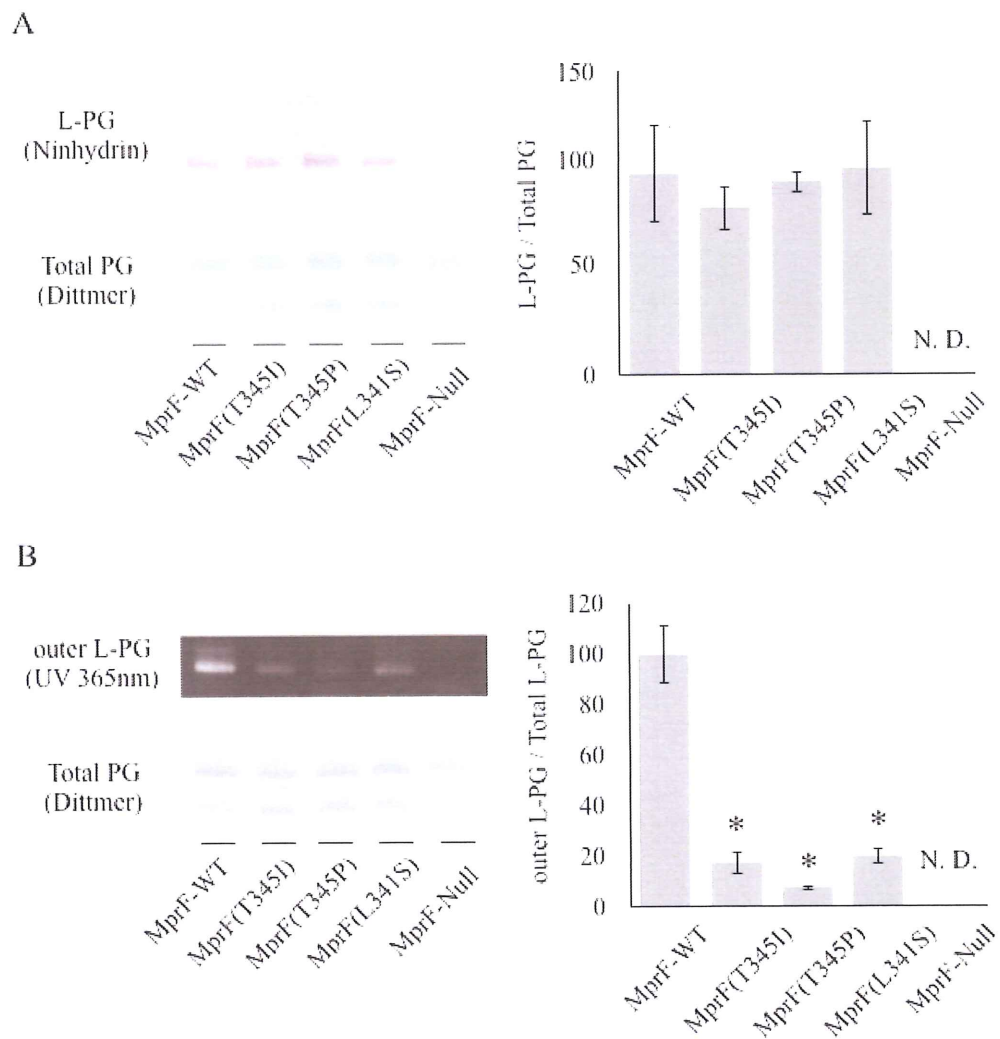 A
L-PG
(Ninhydrin)
Total PG
(Dittmer)
MprF-WT
MprF(T345I)
MprF(T345P)
MprF(L341S)
MprF-Null
L-PG / Total PG
150
100
50
0
N. D.
MprF-WT
MprF(T345I)
MprF(T345P)
MprF(L341S)
MprF-Null
B
outer L-PG
(UV 365nm)
Total PG
(Dittmer)
MprF-WT
MprF(T345I)
MprF(T345P)
MprF(L341S)
MprF-Null
outer L-PG / Total L-PG
120
100
80
60
40
20
0
*
*
*
N. D.
MprF-WT
MprF(T345I)
MprF(T345P)
MprF(L341S)
MprF-Null